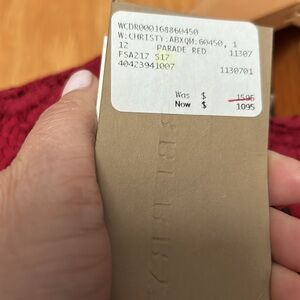 WCDR000168860450
W:CHRISTY:ABXQM:60450, 1
12 PARADE RED 11307
FSA217 S17
40423941007 1130701
Was $ 1595
Now $ 1095